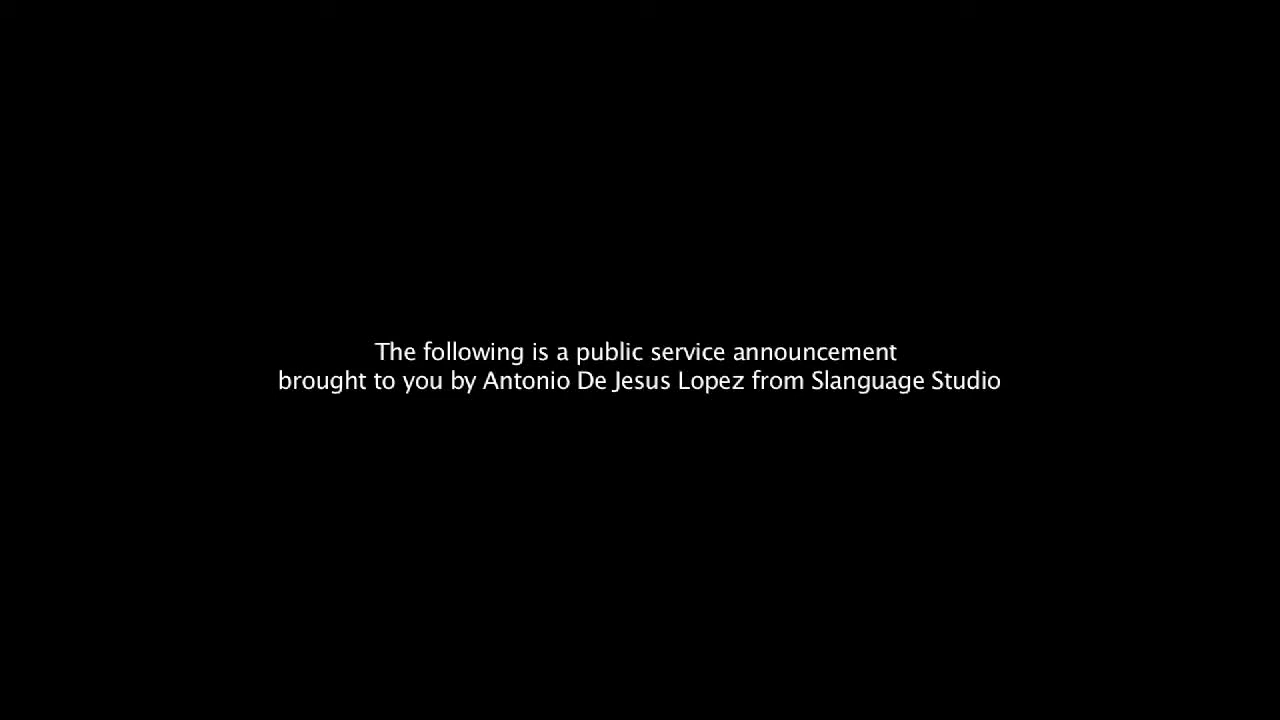 The following is a public service announcement
brought to you by Antonio De Jesus Lopez from Slanguage Studio